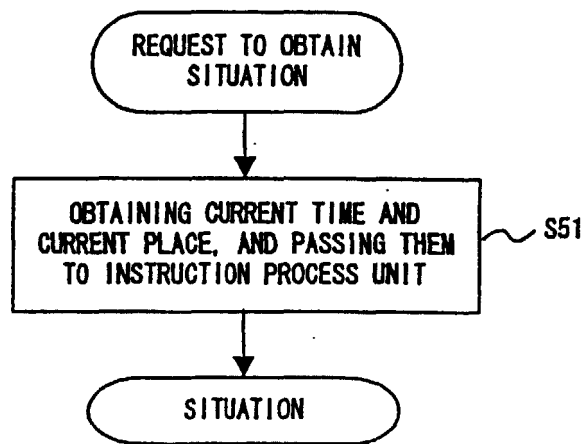 REQUEST TO OBTAIN
SITUATION
OBTAINING CURRENT TIME AND
CURRENT PLACE, AND PASSING THEM
TO INSTRUCTION PROCESS UNIT
S51
SITUATION